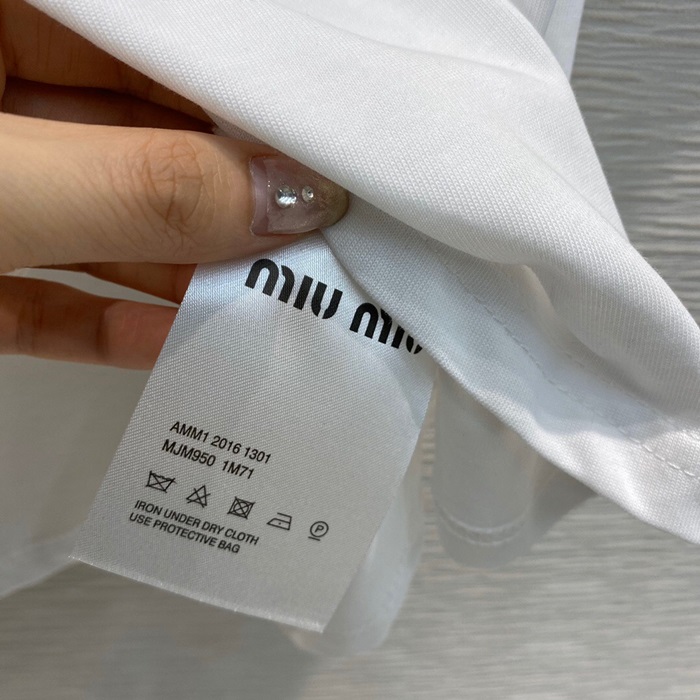 miu miu
AMM1 2016 1301
MJM950 1M71
P
IRON UNDER DRY CLOTH
USE PROTECTIVE BAG